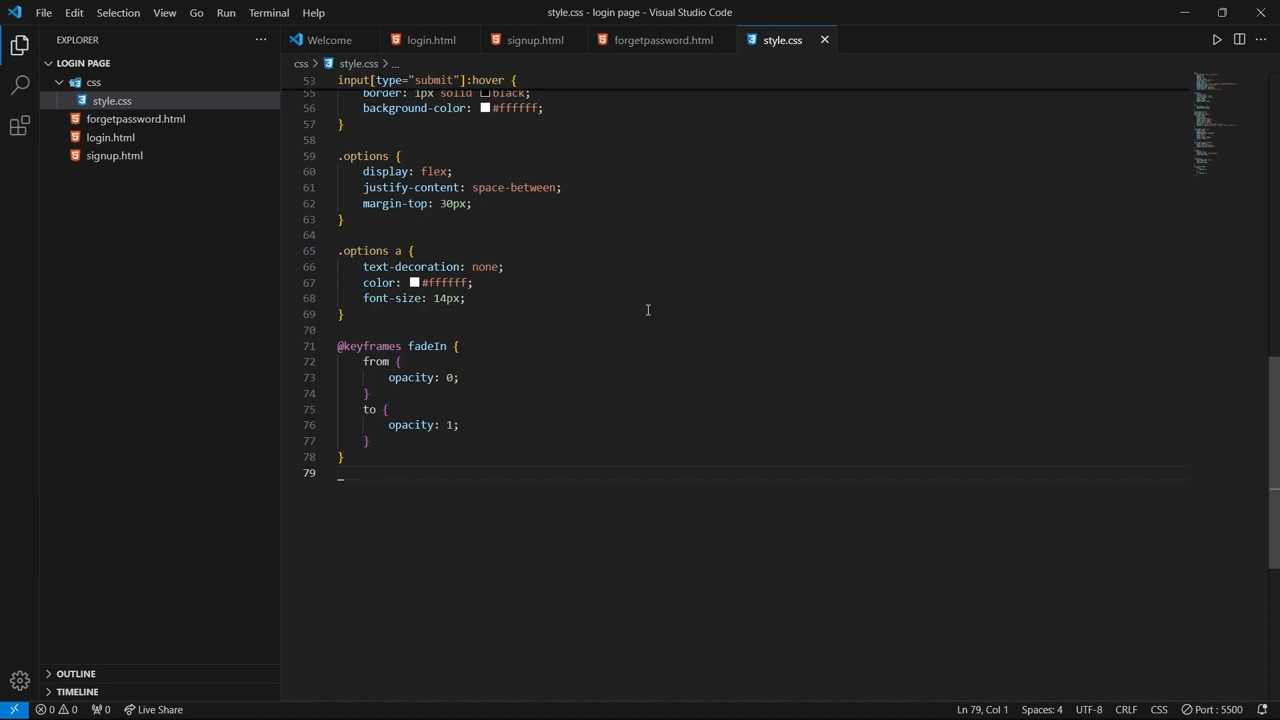 File Edit Selection View Go Run Terminal Help style.css - login page - Visual Studio Code
EXPLORER ...
LOGIN PAGE
css
style.css
forgetpassword.html
login.html
signup.html
OUTLINE
TIMELINE
Welcome login.html signup.html forgetpassword.html style.css
css > style.css > ...
53 input[type="submit"]:hover {
55 border: 1px solid black;
56 background-color: #ffffff;
57 }
58
59 .options {
60 display: flex;
61 justify-content: space-between;
62 margin-top: 30px;
63 }
64
65 .options a {
66 text-decoration: none;
67 color: #ffffff;
68 font-size: 14px;
69 }
70
71 @keyframes fadeIn {
72 from {
73 opacity: 0;
74 }
75 to {
76 opacity: 1;
77 }
78 }
79
0 0 0 Live Share Ln 79, Col 1 Spaces: 4 UTF-8 CRLF CSS Port : 5500